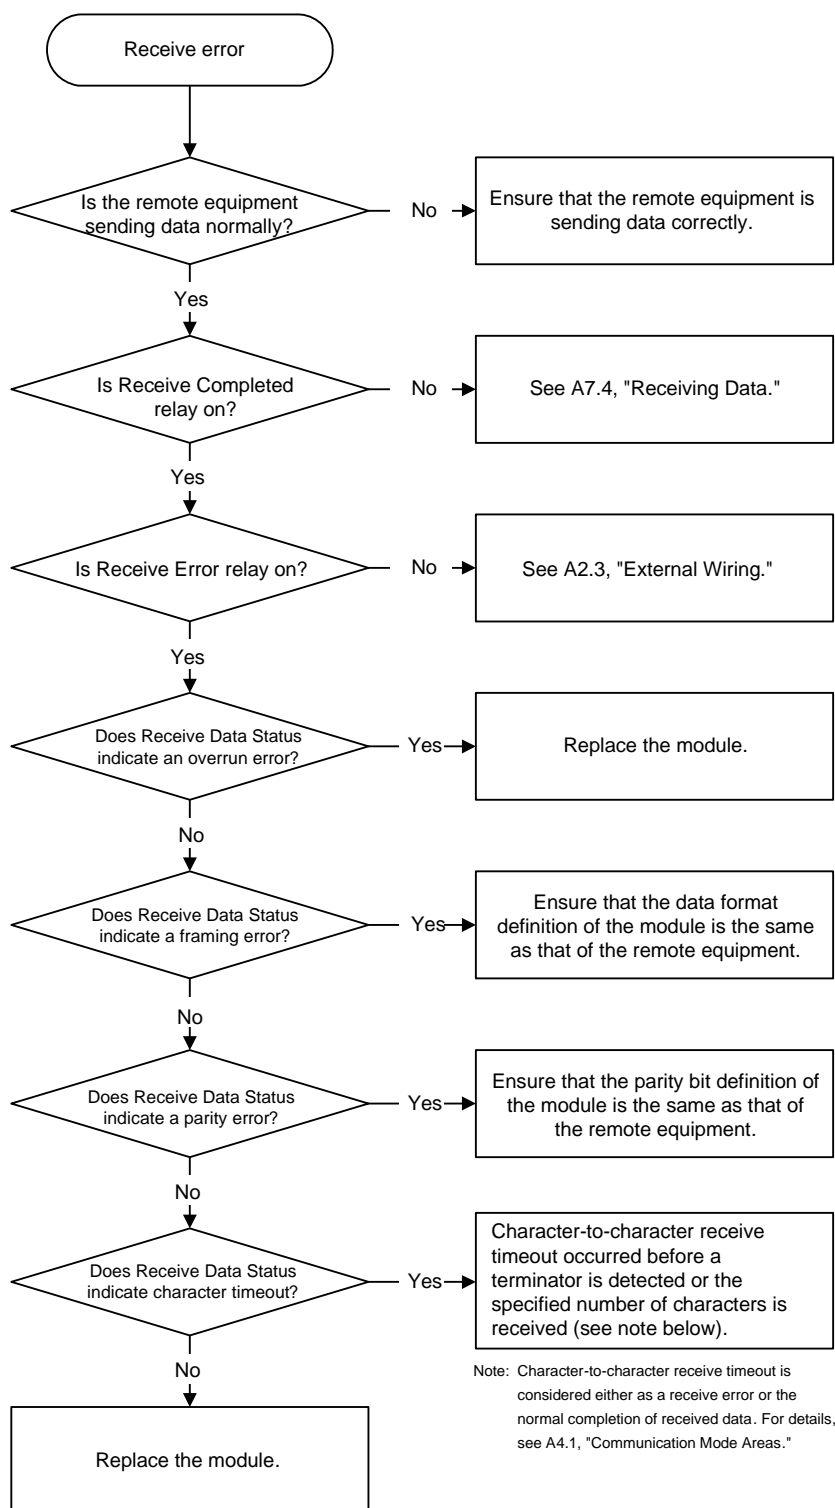 Receive error
Is the remote equipment
sending data normally?
No
Ensure that the remote equipment is
sending data correctly.
Yes
Is Receive Completed
relay on?
No
See A7.4, "Receiving Data."
Yes
Is Receive Error relay on?
No
See A2.3, "External Wiring."
Yes
Does Receive Data Status
indicate an overrun error?
Yes
Replace the module.
No
Does Receive Data Status
indicate a framing error?
Yes
Ensure that the data format
definition of the module is the same
as that of the remote equipment.
No
Does Receive Data Status
indicate a parity error?
Yes
Ensure that the parity bit definition of
the module is the same as that of
the remote equipment.
No
Does Receive Data Status
indicate character timeout?
Yes
Character-to-character receive
timeout occurred before a
terminator is detected or the
specified number of characters is
received (see note below).
No
Note: Character-to-character receive timeout is
considered either as a receive error or the
normal completion of received data. For details,
see A4.1, "Communication Mode Areas."
Replace the module.